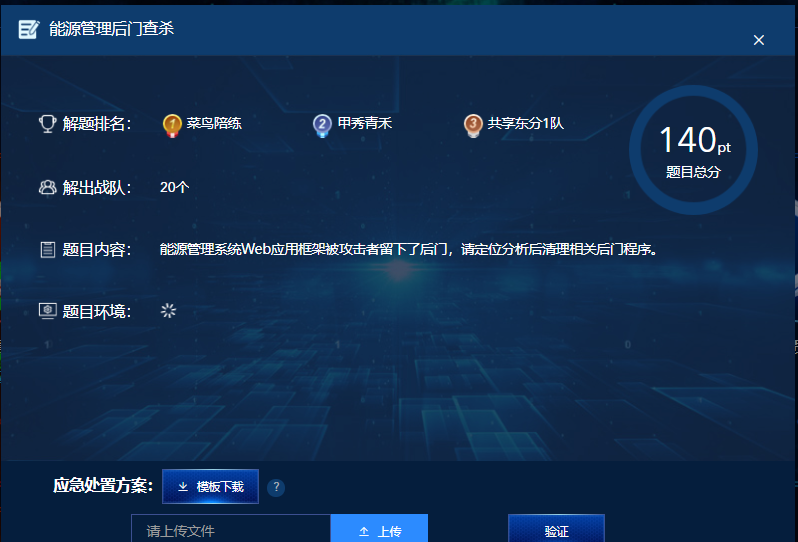 能源管理后门查杀
×
140pt
题目总分
解题排名： 1 菜鸟陪练 2 甲秀青禾 3 共享东分1队
解出战队： 20个
题目内容： 能源管理系统Web应用框架被攻击者留下了后门，请定位分析后清理相关后门程序。
题目环境：
1 1 0
应急处置方案： 模板下载 ?
请上传文件 上传 验证